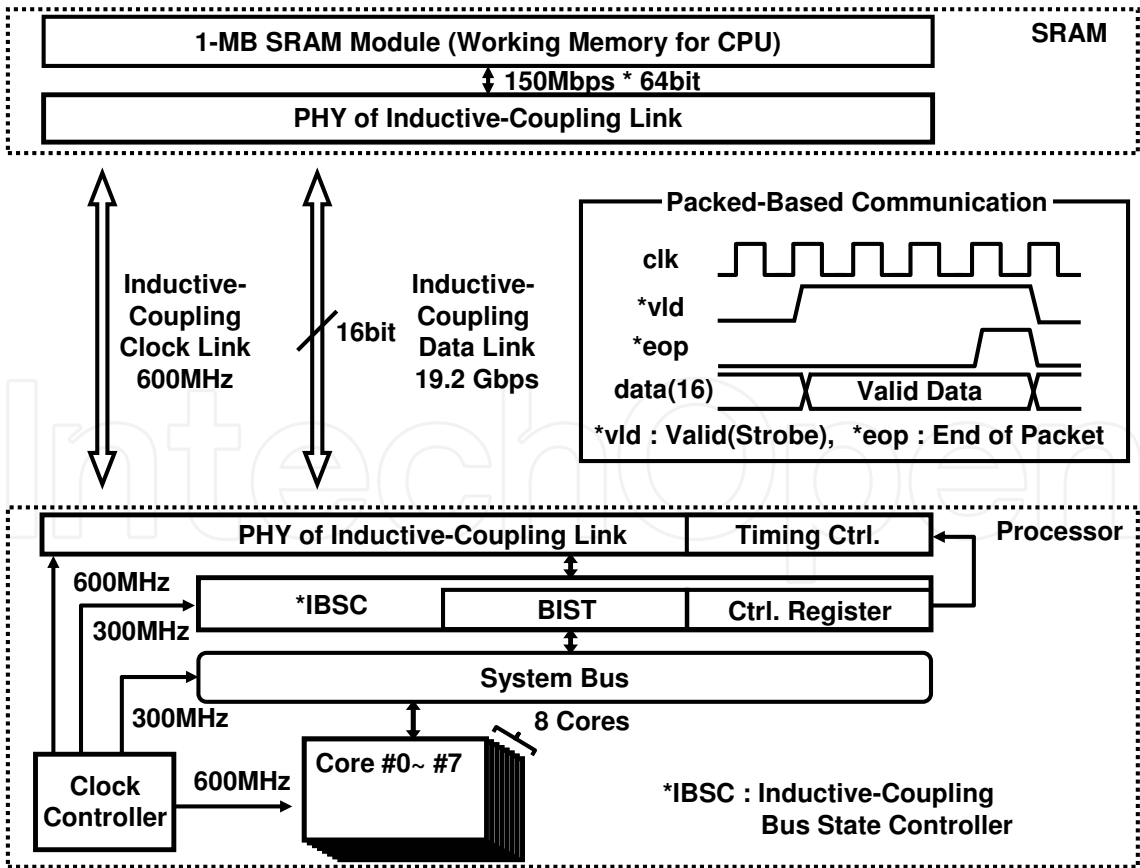 SRAM
1-MB SRAM Module (Working Memory for CPU)
150Mbps * 64bit
PHY of Inductive-Coupling Link
Inductive-
Coupling
Clock Link
600MHz
16bit
Inductive-
Coupling
Data Link
19.2 Gbps
Packed-Based Communication
clk
*vld
*eop
data(16)
Valid Data
*vld : Valid(Strobe), *eop : End of Packet
IntechOpen
Processor
PHY of Inductive-Coupling Link
Timing Ctrl.
600MHz
*IBSC
BIST
Ctrl. Register
300MHz
System Bus
300MHz
8 Cores
Core #0~ #7
Clock
Controller
600MHz
*IBSC : Inductive-Coupling
Bus State Controller